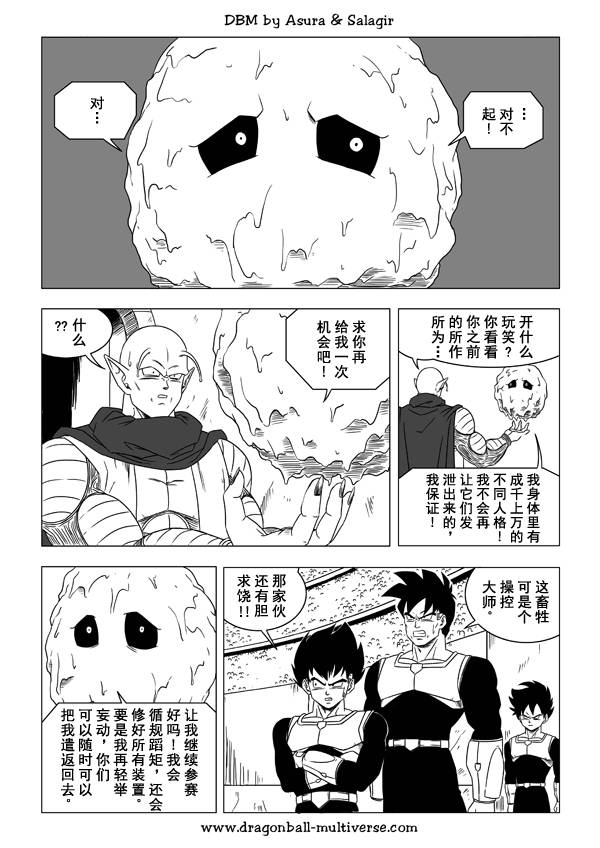 DBM by Asura & Salagir
对…
…
对不
起！
什么
??
求你再
给我一次
机会吧！
开什么
玩笑？
你看看
你之前
的所作
所为…
我身体里有
成千上万的
不同人格！
我不会再
让它们发
泄出来的，
我保证！
让我继续参赛
好吗！我会
循规蹈矩，还会
修好所有装置。
要是我再轻举
妄动，你们
可以随时可以
把我遣返回去。
那家伙
还有胆
求饶!!
这畜牲
可是个
操控
大师。
www.dragonball-multiverse.com